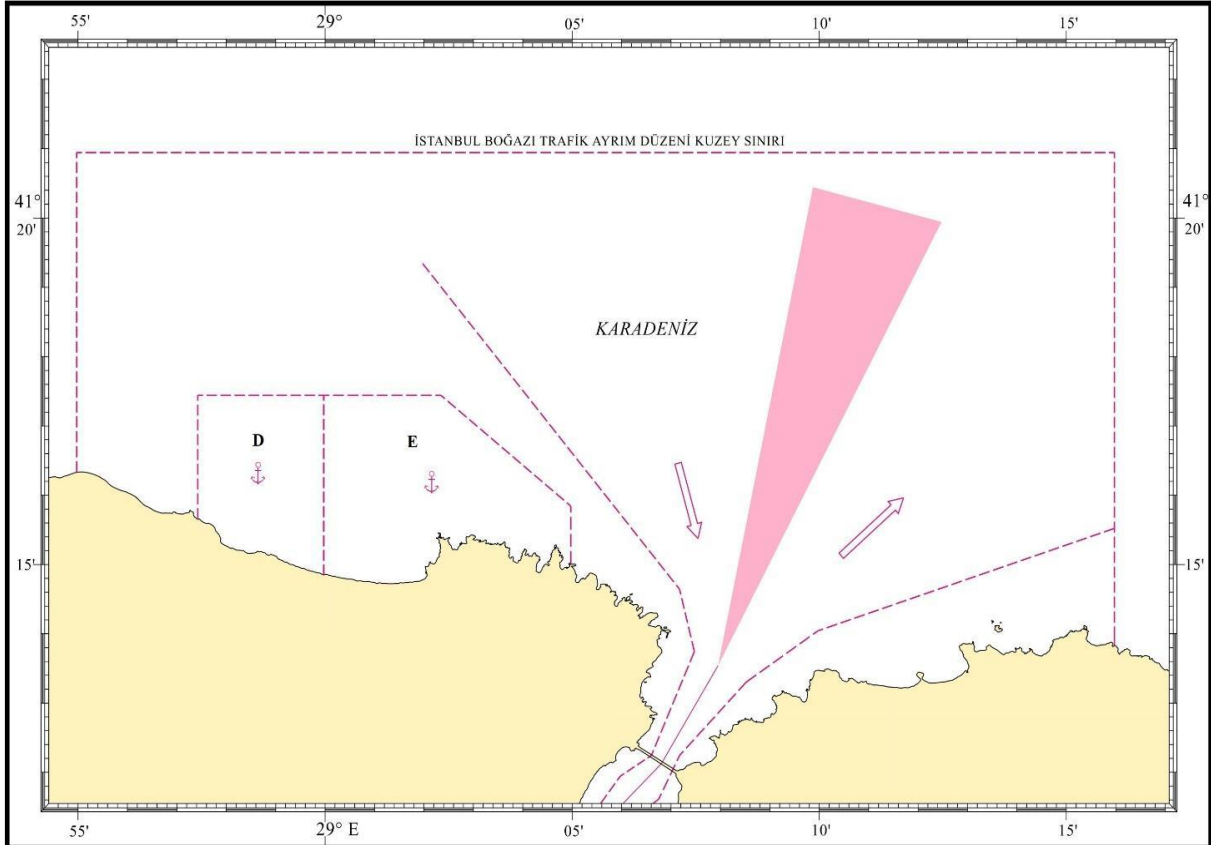 55' 29° 05' 10' 15'
İSTANBUL BOĞAZI TRAFİK AYRIM DÜZENİ KUZEY SINIRI
41° 41°
20' 20'
KARADENİZ
D E
15' 15'
55' 29° E 05' 10' 15'